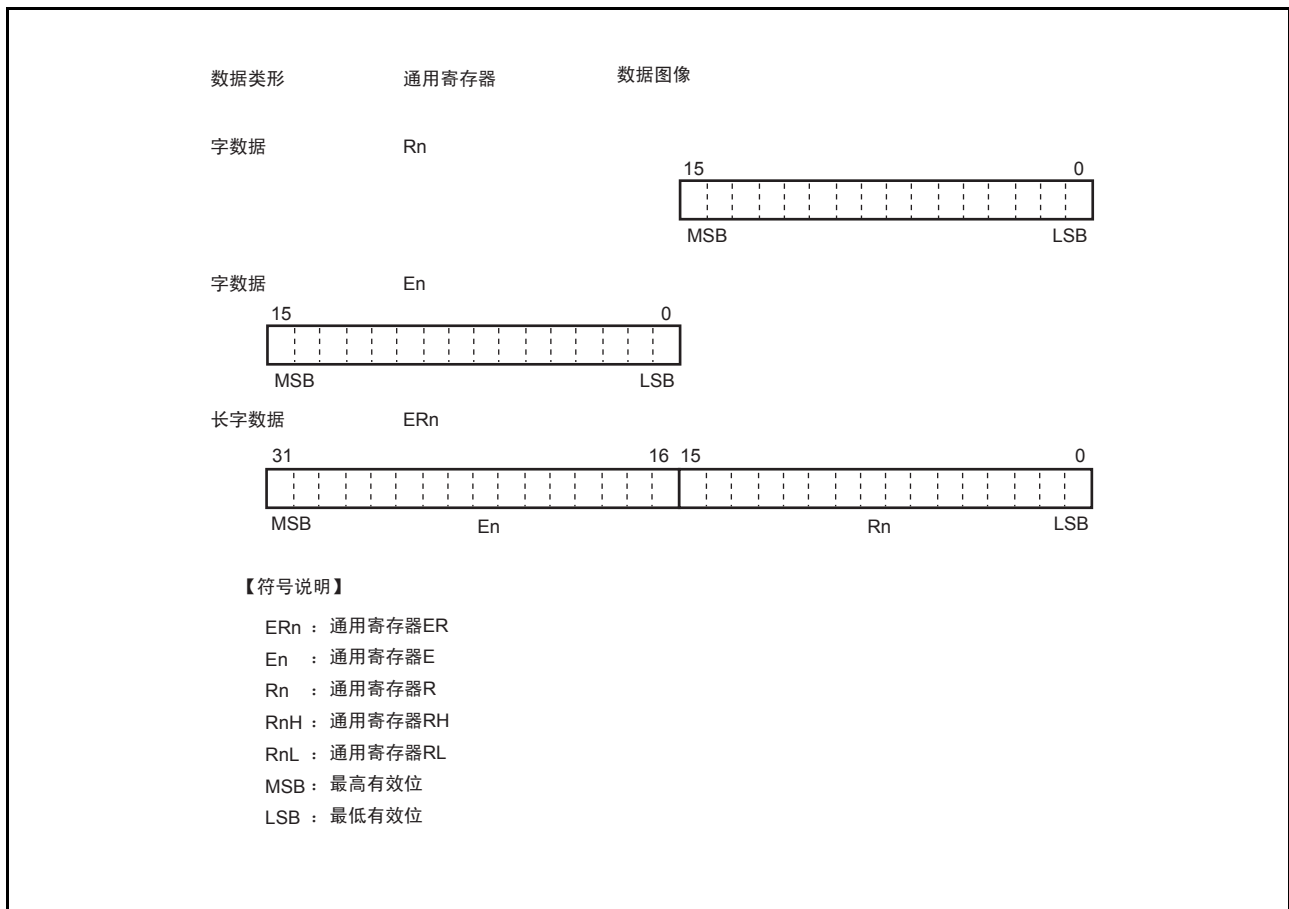 数据类形 通用寄存器 数据图像
字数据 Rn
15 0
MSB LSB
字数据 En
15 0
MSB LSB
长字数据 ERn
31 16 15 0
MSB En Rn LSB
【符号说明】
ERn ： 通用寄存器ER
En ： 通用寄存器E
Rn ： 通用寄存器R
RnH ： 通用寄存器RH
RnL ： 通用寄存器RL
MSB ： 最高有效位
LSB ： 最低有效位